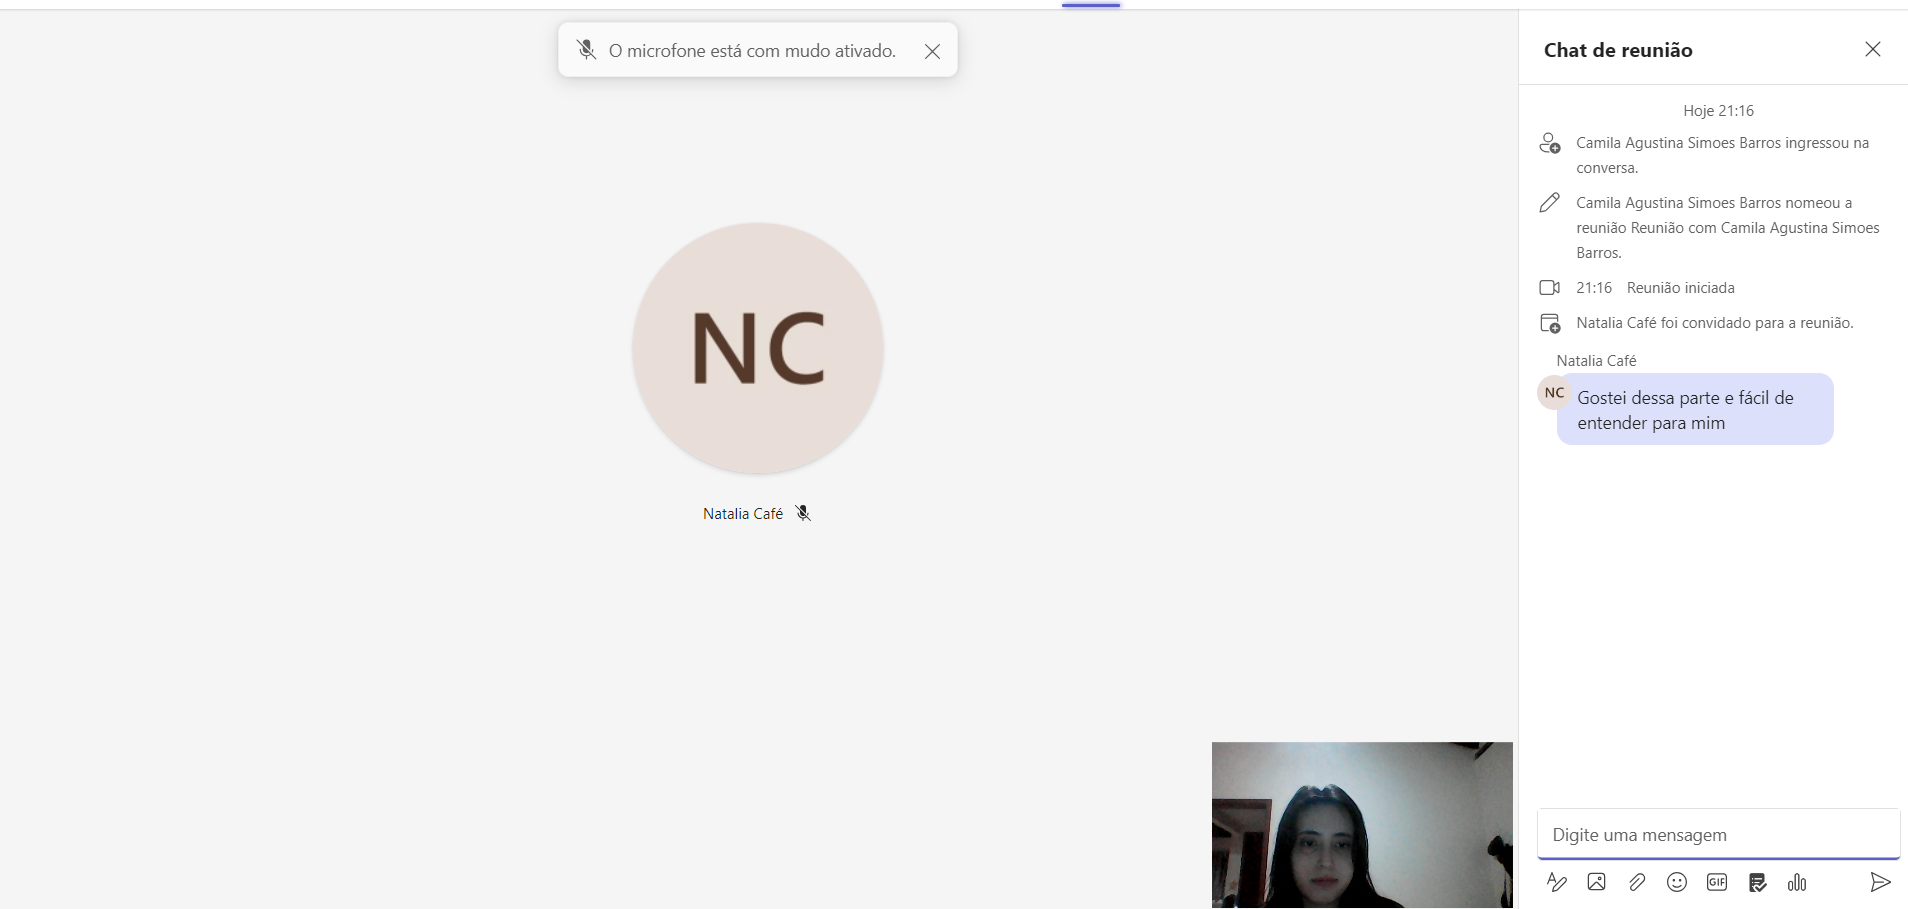 O microfone está com mudo ativado.
NC
Natalia Café
Chat de reunião
Hoje 21:16
Camila Agustina Simoes Barros ingressou na
conversa.
Camila Agustina Simoes Barros nomeou a
reunião Reunião com Camila Agustina Simoes
Barros.
21:16 Reunião iniciada
Natalia Café foi convidado para a reunião.
Natalia Café
NC
Gostei dessa parte e fácil de
entender para mim
Digite uma mensagem
GIF